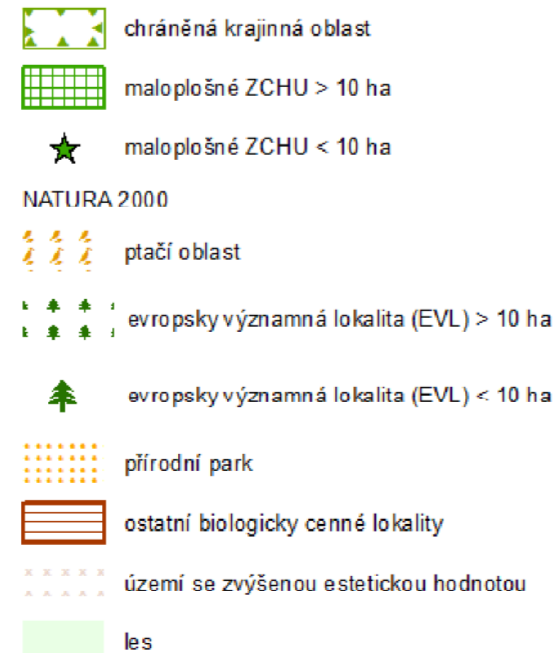 chráněná krajinná oblast
maloplošné ZCHU > 10 ha
maloplošné ZCHU < 10 ha
NATURA 2000
ptačí oblast
evropsky významná lokalita (EVL) > 10 ha
evropsky významná lokalita (EVL) < 10 ha
přírodní park
ostatní biologicky cenné lokality
území se zvýšenou estetickou hodnotou
les